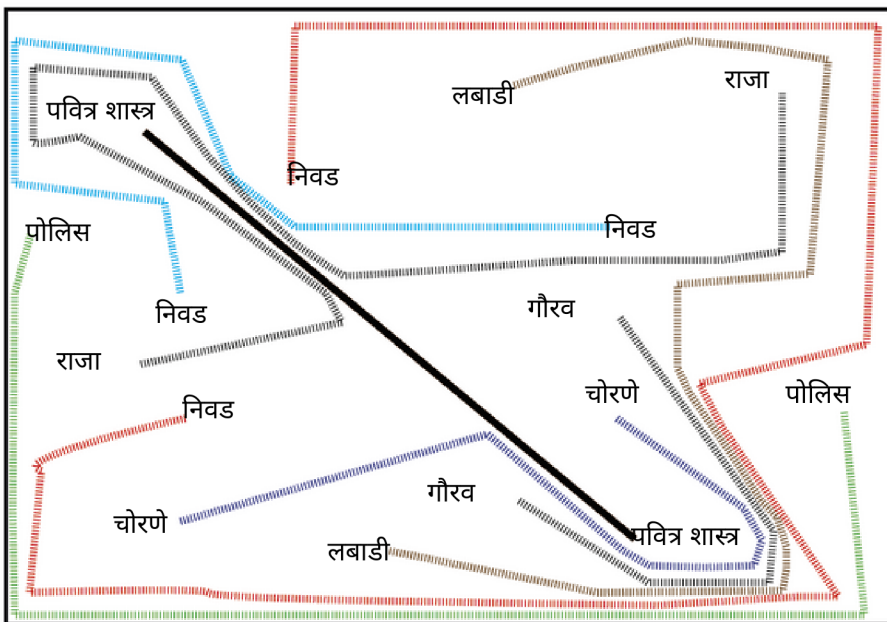 राजा
लबाडी
पवित्र शास्त्र
निवड
पोलिस
निवड
निवड
गौरव
राजा
चोरणे
पोलिस
निवड
गौरव
चोरणे
पवित्र शास्त्र
लबाडी